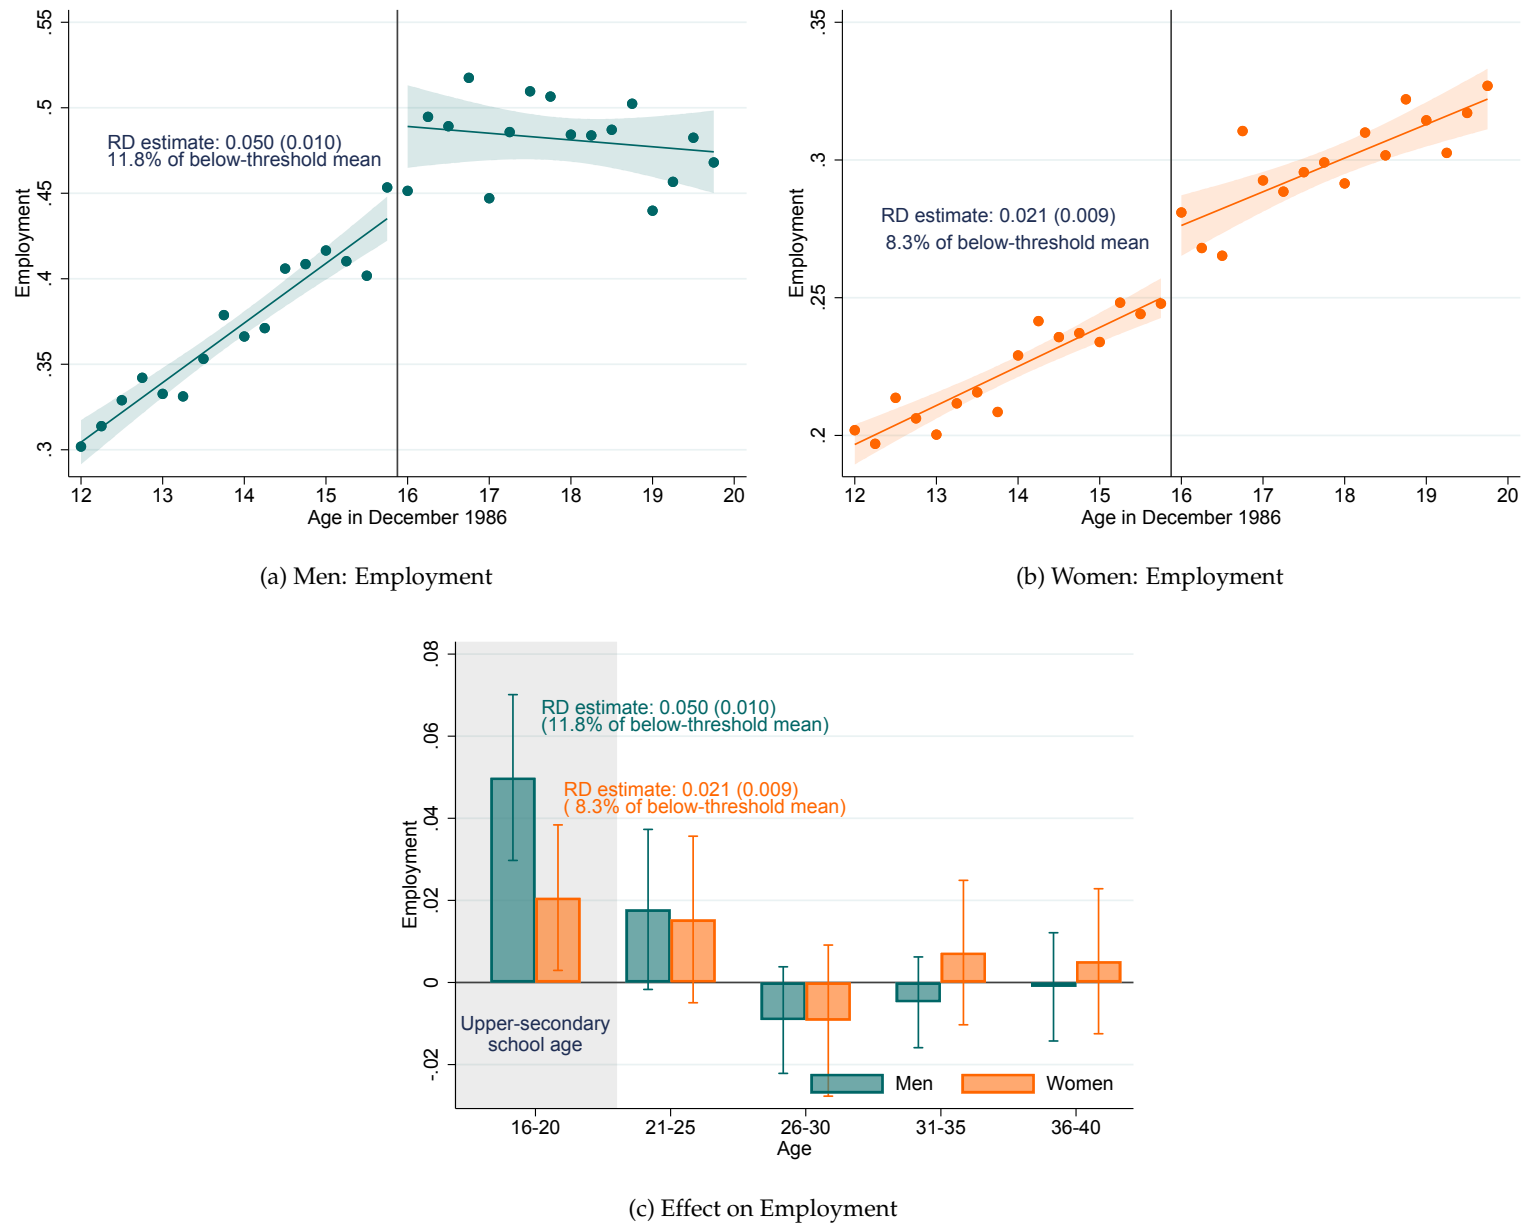 .55
.5
.45
.4
.35
.3
Employment
RD estimate: 0.050 (0.010)
11.8% of below-threshold mean
12 13 14 15 16 17 18 19 20
Age in December 1986
(a) Men: Employment
.35
.3
.25
.2
Employment
RD estimate: 0.021 (0.009)
8.3% of below-threshold mean
12 13 14 15 16 17 18 19 20
Age in December 1986
(b) Women: Employment
.08
.06
.04
.02
0
-.02
Employment
RD estimate: 0.050 (0.010)
(11.8% of below-threshold mean)
RD estimate: 0.021 (0.009)
( 8.3% of below-threshold mean)
Upper-secondary
school age
Men Women
16-20 21-25 26-30 31-35 36-40
Age
(c) Effect on Employment